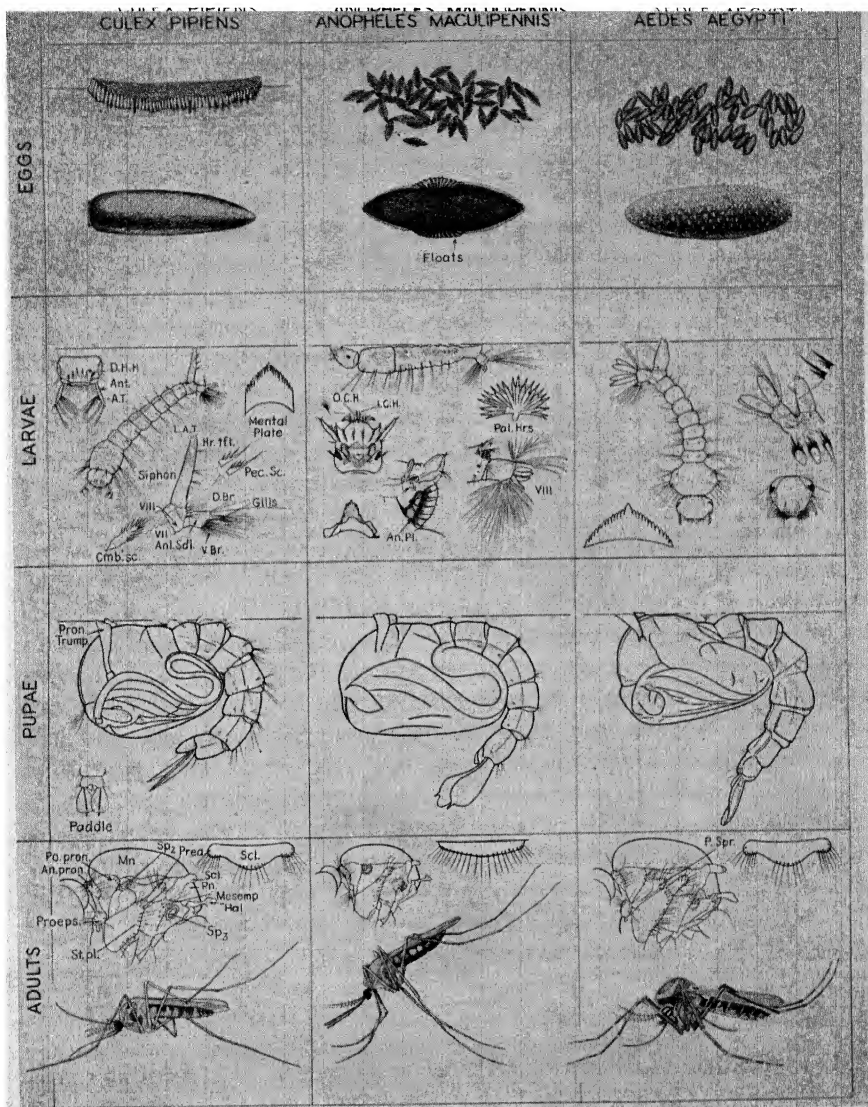 CULEX PIPIENS
ANOPHELES MACULIPENNIS
AEDES AEGYPTI
EGGS
Floats
LARVAE
D.H.H.
Ant.
A.T.
L.A.T.
Mental
Plate
Hr. tft.
Siphon
Pec. Sc.
D.Br.
Gills
VIII
VII
Anl. Sdl.
V. Br.
Cmb. sc.
O.C.H.
I.C.H.
Pal. Hrs
VIII
An. Pl.
PUPAE
Pron
Trump.
Paddle
ADULTS
Po. pron.
An. pron.
Mn
Sp2
Prea
Scl.
Scl.
Pn
Mesemp
Hal
Proeps.
Sp3
St. pl.
P. Spr.